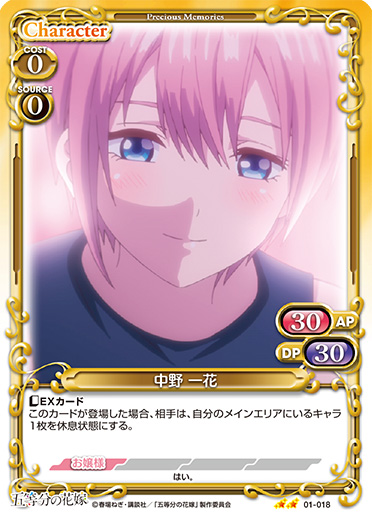 Precious Memories
Character
COST
0
SOURCE
0
30 AP
DP 30
中野 一花
EXカード
このカードが登場した場合、相手は、自分のメインエリアにいるキャラ
1枚を休息状態にする。
お嬢様
はい。
五等分の花嫁
©春場ねぎ・講談社／「五等分の花嫁」製作委員会
01-018